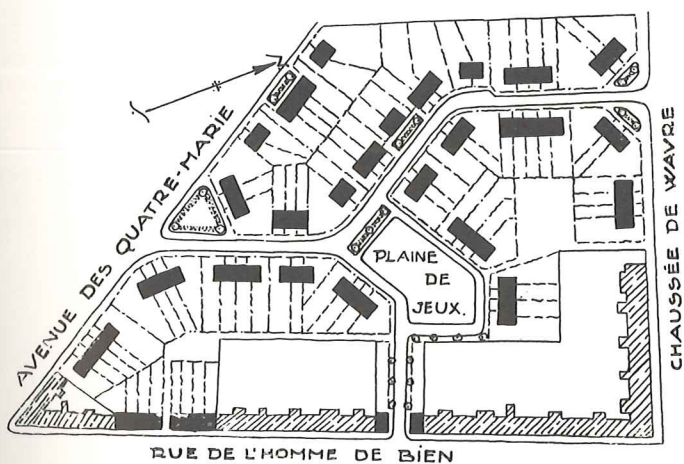 AVENUE DES QUATRE-MARIE
CHAUSSÉE DE WAVRE
PLAINE
DE
JEUX.
RUE DE L'HOMME DE BIEN